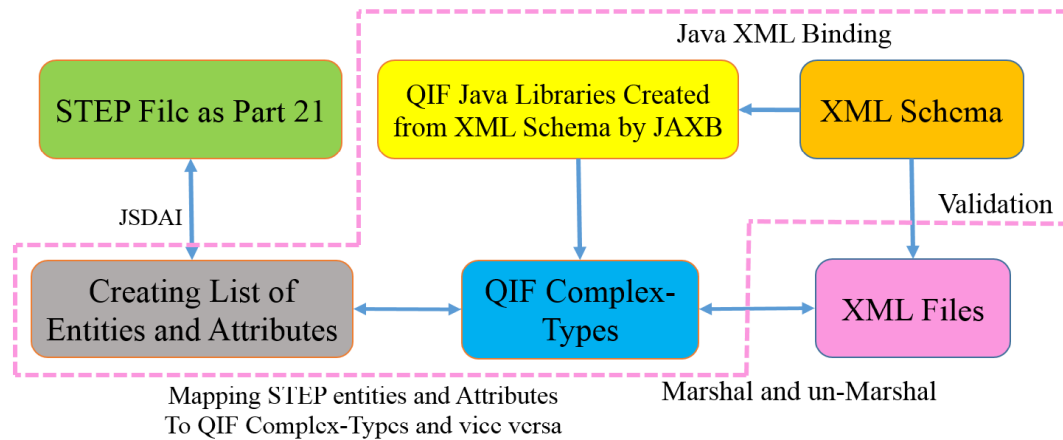 Java XML Binding
STEP File as Part 21
QIF Java Libraries Created
from XML Schema by JAXB
XML Schema
JSDAI
Validation
Creating List of
Entities and Attributes
QIF Complex-
Types
XML Files
Mapping STEP entities and Attributes
To QIF Complex-Types and vice versa
Marshal and un-Marshal